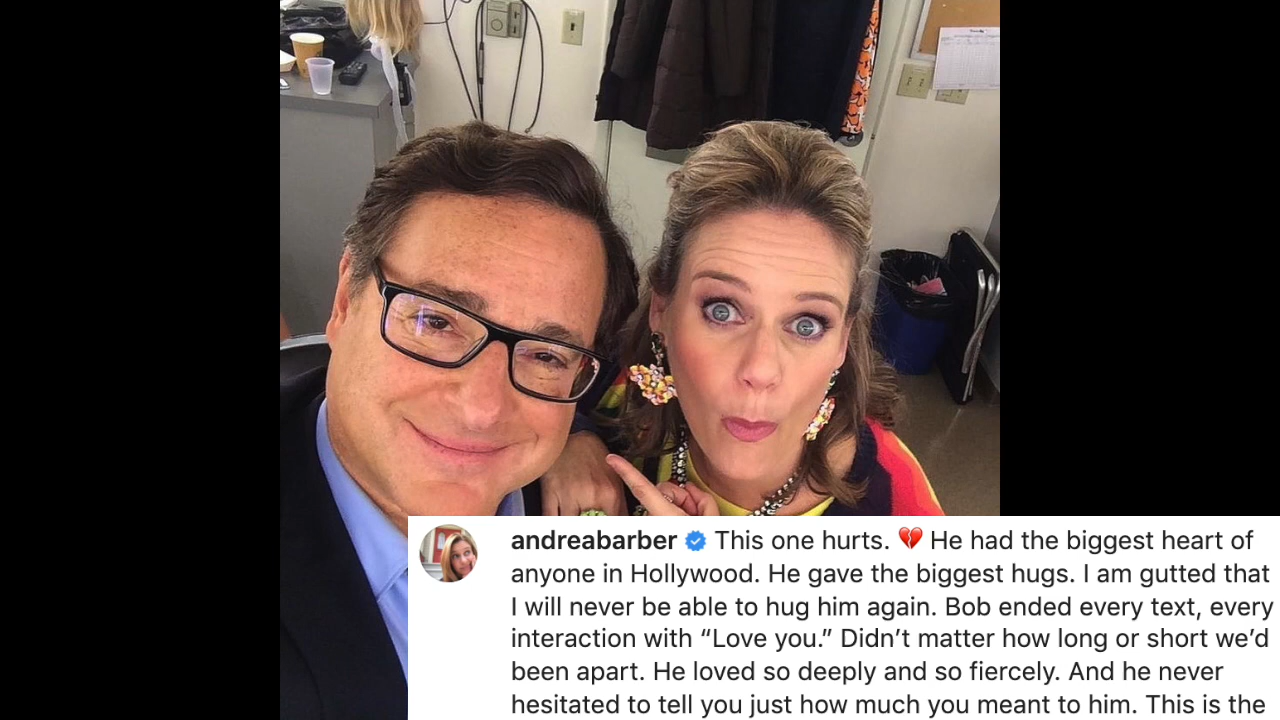 andreabarber This one hurts. 💔 He had the biggest heart of
anyone in Hollywood. He gave the biggest hugs. I am gutted that
I will never be able to hug him again. Bob ended every text, every
interaction with “Love you.” Didn’t matter how long or short we’d
been apart. He loved so deeply and so fiercely. And he never
hesitated to tell you just how much you meant to him. This is the